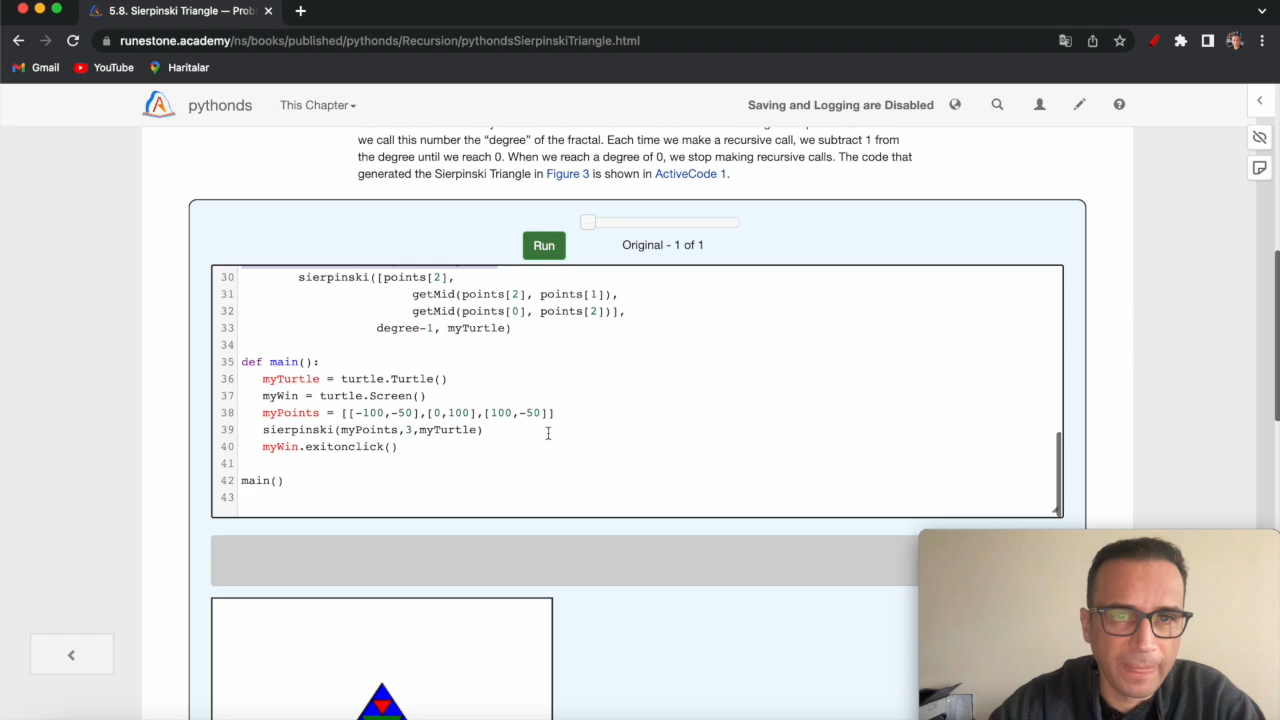 5.8. Sierpinski Triangle — Prob
runestone.academy/ns/books/published/pythonds/Recursion/pythondsSierpinskiTriangle.html
Gmail YouTube Haritalar
pythonds This Chapter Saving and Logging are Disabled
we call this number the “degree” of the fractal. Each time we make a recursive call, we subtract 1 from
the degree until we reach 0. When we reach a degree of 0, we stop making recursive calls. The code that
generated the Sierpinski Triangle in Figure 3 is shown in ActiveCode 1.
Run Original - 1 of 1
30 sierpinski([points[2],
31 getMid(points[2], points[1]),
32 getMid(points[0], points[2])],
33 degree-1, myTurtle)
34
35 def main():
36 myTurtle = turtle.Turtle()
37 myWin = turtle.Screen()
38 myPoints = [[-100,-50],[0,100],[100,-50]]
39 sierpinski(myPoints,3,myTurtle)
40 myWin.exitonclick()
41
42 main()
43